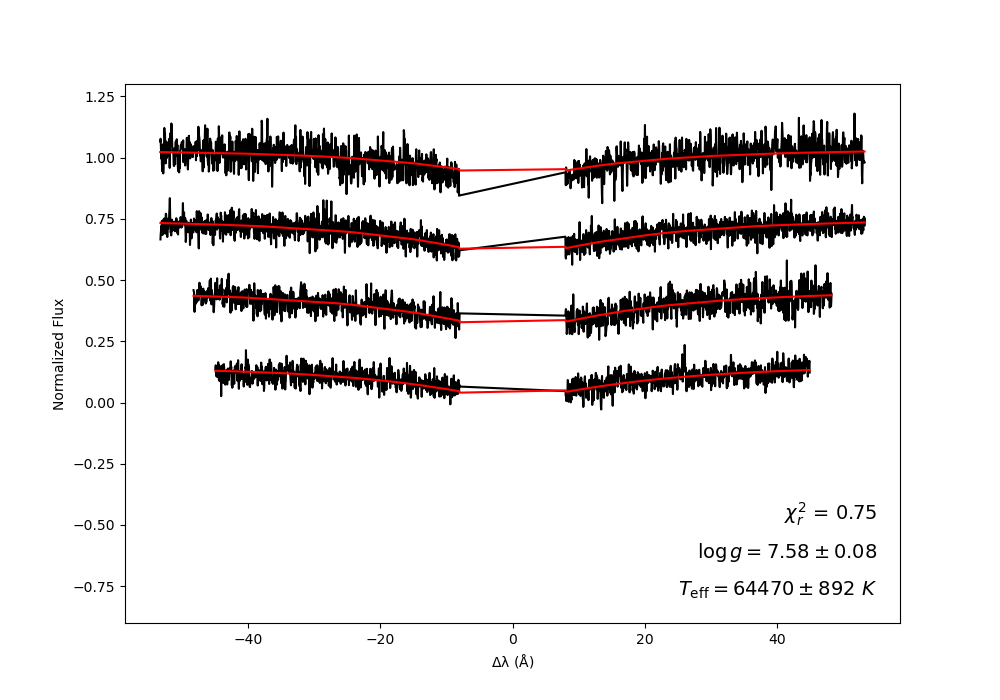 1.25
1.00
0.75
0.50
0.25
0.00
−0.25
−0.50
−0.75
Normalized Flux
χ²ᵣ = 0.75
log g = 7.58 ± 0.08
T_eff = 64470 ± 892 K
−40 −20 0 20 40
Δλ (Å)